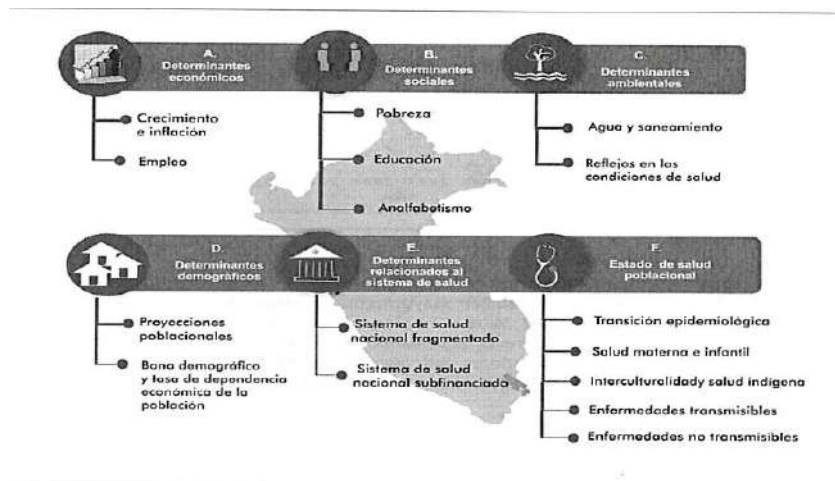 A.
Determinantes
económicos
Crecimiento
e inflación
Empleo
B.
Determinantes
sociales
Pobreza
Educación
Analfabetismo
C.
Determinantes
ambientales
Agua y saneamiento
Reflejos en las
condiciones de salud
D.
Determinantes
demográficos
Proyecciones
poblacionales
Bono demográfico
y tasa de dependencia
económica de la
población
E.
Determinantes
relacionados al
sistema de salud
Sistema de salud
nacional fragmentado
Sistema de salud
nacional subfinanciado
F.
Estado de salud
poblacional
Transición epidemiológica
Salud materna e infantil
Interculturalidady salud indígena
Enfermedades transmisibles
Enfermedades no transmisibles